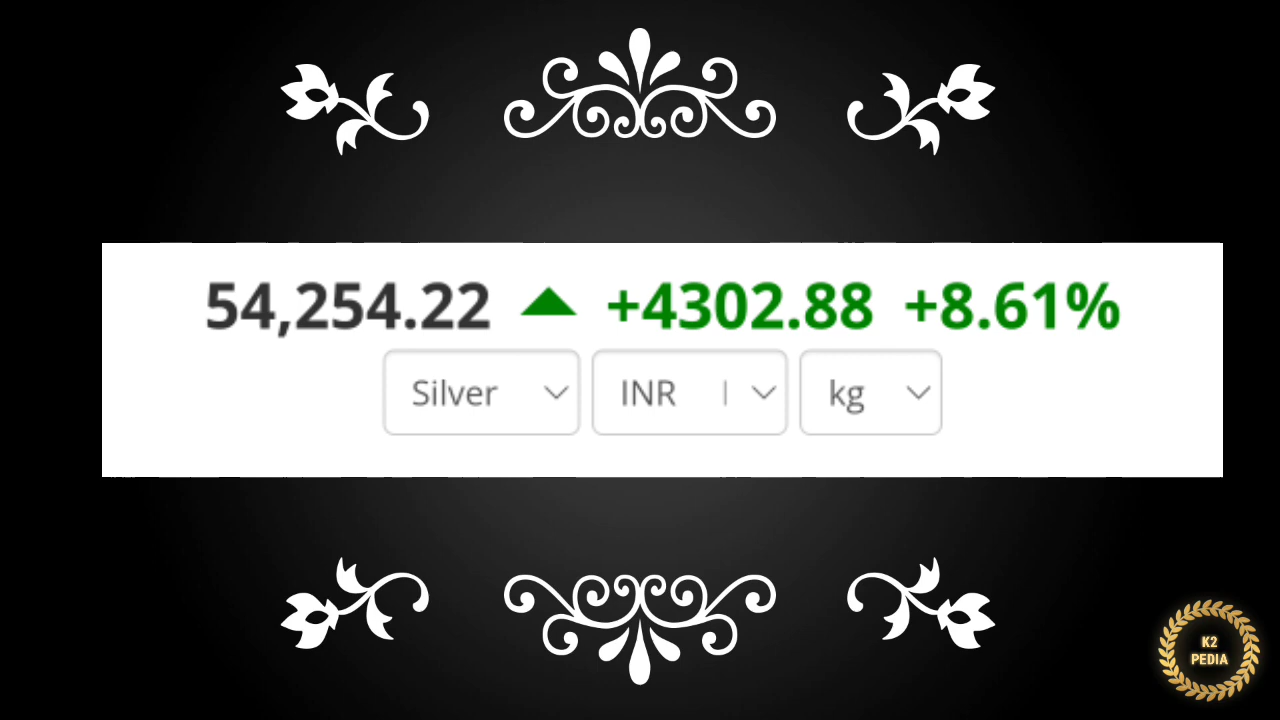 54,254.22 ▲ +4302.88 +8.61%
Silver INR kg
K2
PEDIA